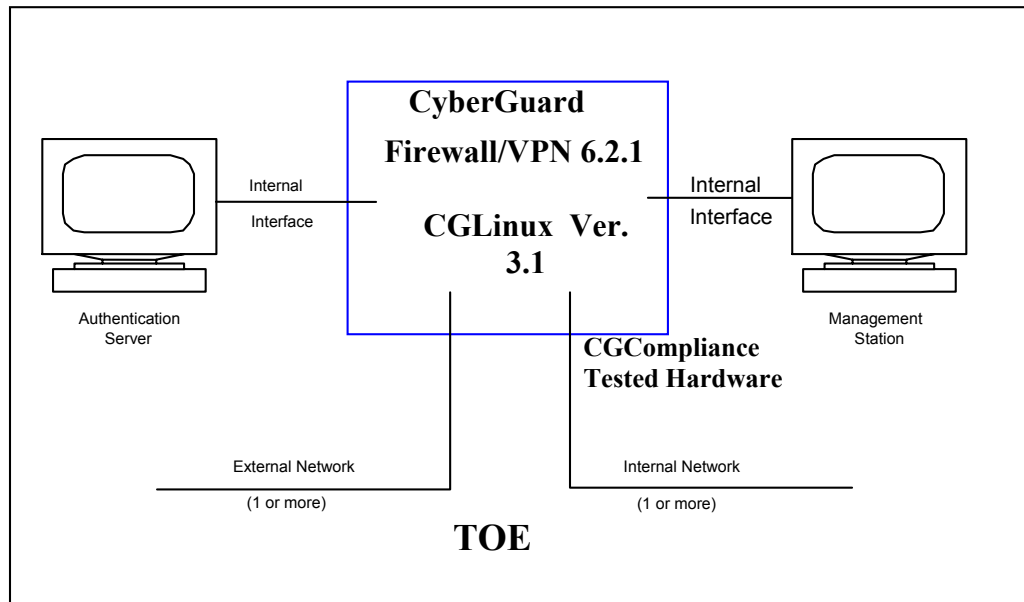 CyberGuard
Firewall/VPN 6.2.1
CGLinux Ver.
3.1
Internal
Interface
Internal
Interface
Authentication
Server
Management
Station
CGCompliance
Tested Hardware
External Network
(1 or more)
Internal Network
(1 or more)
TOE